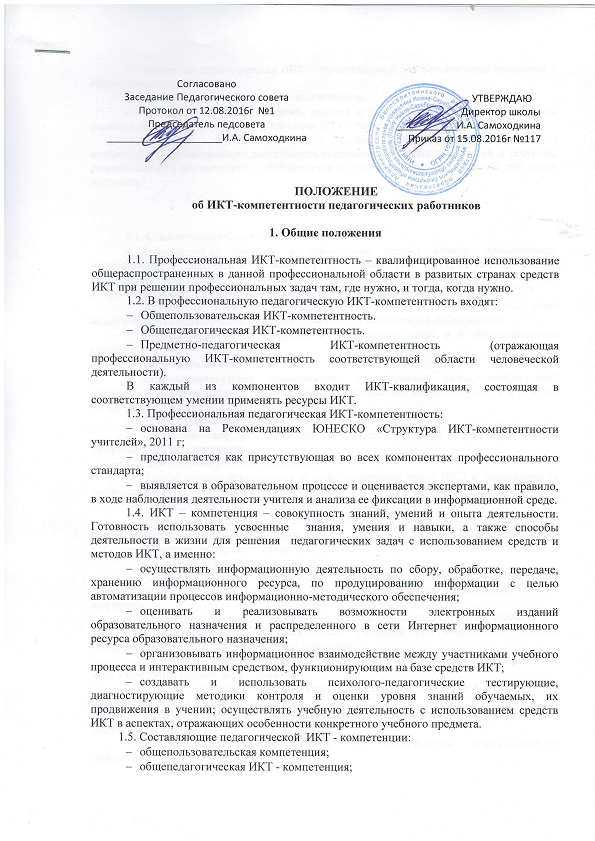 Согласовано
Заседание Педагогического совета
Протокол от 12.08.2016г №1
Председатель педсовета
И.А. Самоходкина
УТВЕРЖДАЮ
Директор школы
И.А. Самоходкина
Приказ от 15.08.2016г №117
ПОЛОЖЕНИЕ
об ИКТ-компетентности педагогических работников
1. Общие положения
1.1. Профессиональная ИКТ-компетентность – квалифицированное использование
общераспространенных в данной профессиональной области в развитых странах средств
ИКТ при решении профессиональных задач там, где нужно, и тогда, когда нужно.
1.2. В профессиональную педагогическую ИКТ-компетентность входят:
– Общепользовательская ИКТ-компетентность.
– Общепедагогическая ИКТ-компетентность.
– Предметно-педагогическая ИКТ-компетентность (отражающая
профессиональную ИКТ-компетентность соответствующей области человеческой
деятельности).
В каждый из компонентов входит ИКТ-квалификация, состоящая в
соответствующем умении применять ресурсы ИКТ.
1.3. Профессиональная педагогическая ИКТ-компетентность:
– основана на Рекомендациях ЮНЕСКО «Структура ИКТ-компетентности
учителей», 2011 г;
– предполагается как присутствующая во всех компонентах профессионального
стандарта;
– выявляется в образовательном процессе и оценивается экспертами, как правило,
в ходе наблюдения деятельности учителя и анализа ее фиксации в информационной среде.
1.4. ИКТ – компетенция – совокупность знаний, умений и опыта деятельности.
Готовность использовать усвоенные знания, умения и навыки, а также способы
деятельности в жизни для решения педагогических задач с использованием средств и
методов ИКТ, а именно:
– осуществлять информационную деятельность по сбору, обработке, передаче,
хранению информационного ресурса, по продуцированию информации с целью
автоматизации процессов информационно-методического обеспечения;
– оценивать и реализовывать возможности электронных изданий
образовательного назначения и распределенного в сети Интернет информационного
ресурса образовательного назначения;
– организовывать информационное взаимодействие между участниками учебного
процесса и интерактивным средством, функционирующим на базе средств ИКТ;
– создавать и использовать психолого-педагогические тестирующие,
диагностирующие методики контроля и оценки уровня знаний обучаемых, их
продвижения в учении; осуществлять учебную деятельность с использованием средств
ИКТ в аспектах, отражающих особенности конкретного учебного предмета.
1.5. Составляющие педагогической ИКТ - компетенции:
– общепользовательская компетенция;
– общепедагогическая ИКТ - компетенция;